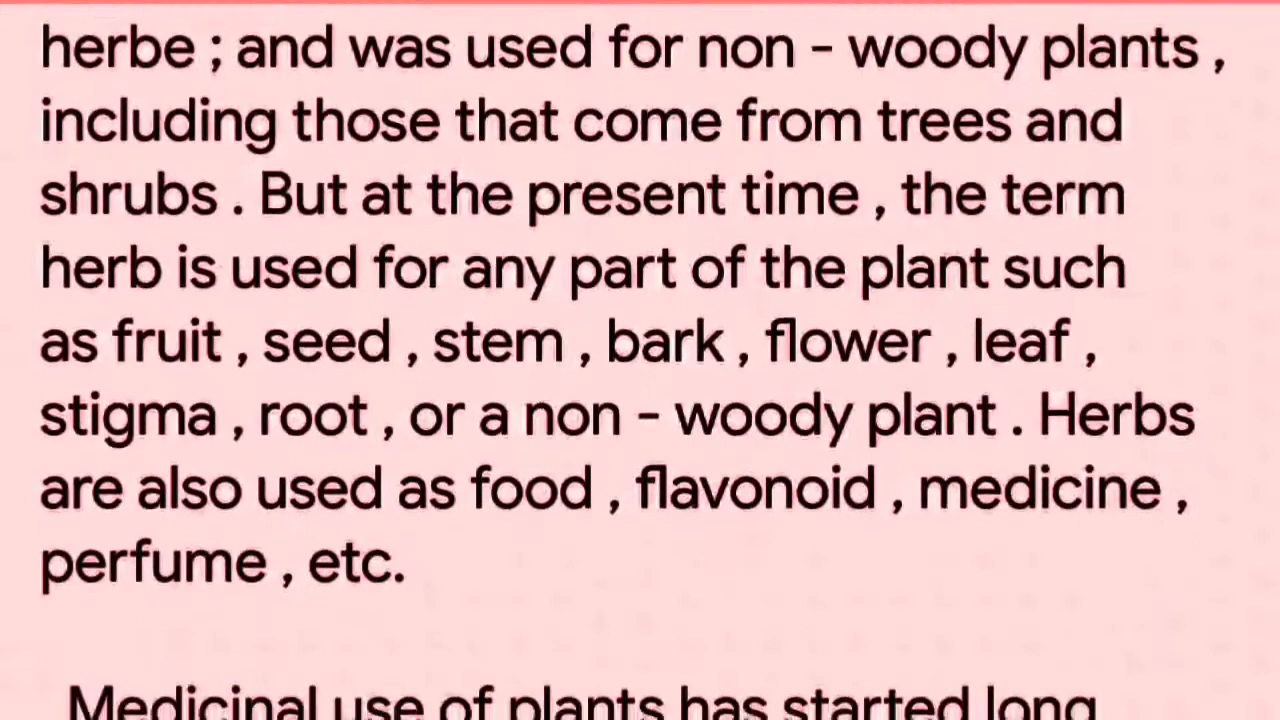 herbe ; and was used for non - woody plants ,
including those that come from trees and
shrubs . But at the present time , the term
herb is used for any part of the plant such
as fruit , seed , stem , bark , flower , leaf ,
stigma , root , or a non - woody plant . Herbs
are also used as food , flavonoid , medicine ,
perfume , etc.
Medicinal use of plants has started long